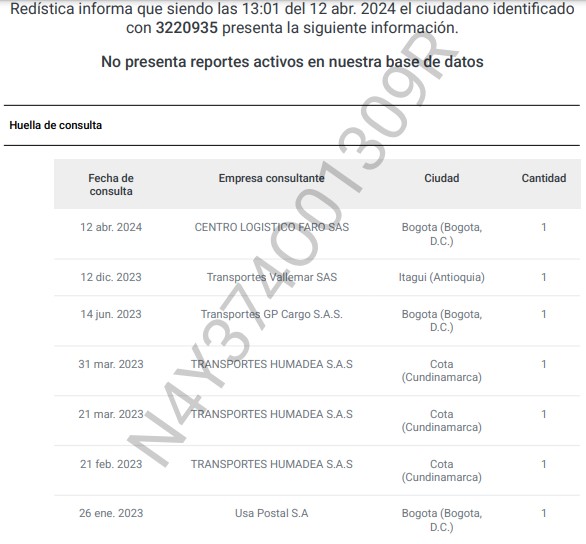 Redística informa que siendo las 13:01 del 12 abr. 2024 el ciudadano identificado
con 3220935 presenta la siguiente información.
No presenta reportes activos en nuestra base de datos
Huella de consulta
Fecha de consulta Empresa consultante Ciudad Cantidad
12 abr. 2024 CENTRO LOGISTICO FARO SAS Bogota (Bogota, D.C.) 1
12 dic. 2023 Transportes Vallemar SAS Itagui (Antioquia) 1
14 jun. 2023 Transportes GP Cargo S.A.S. Bogota (Bogota, D.C.) 1
31 mar. 2023 TRANSPORTES HUMADEA S.A.S Cota (Cundinamarca) 1
21 mar. 2023 TRANSPORTES HUMADEA S.A.S Cota (Cundinamarca) 1
21 feb. 2023 TRANSPORTES HUMADEA S.A.S Cota (Cundinamarca) 1
26 ene. 2023 Usa Postal S.A Bogota (Bogota, D.C.) 1
N4Y374001309R